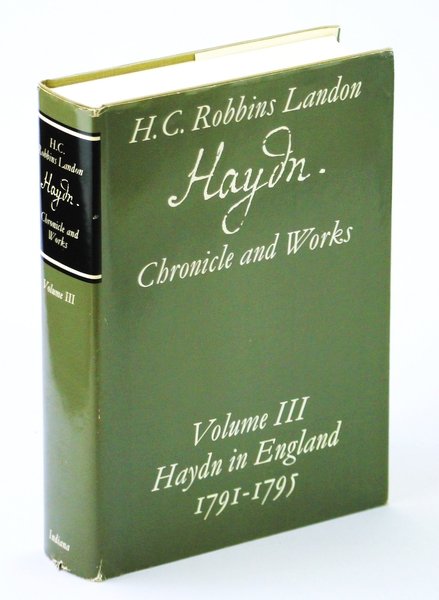 H.C.
Robbins
Landon
Haydn.
Chronicle and
Works
Volume III
Indiana
H.C. Robbins Landon
Haydn.
Chronicle and Works
Volume III
Haydn in England
1791-1795